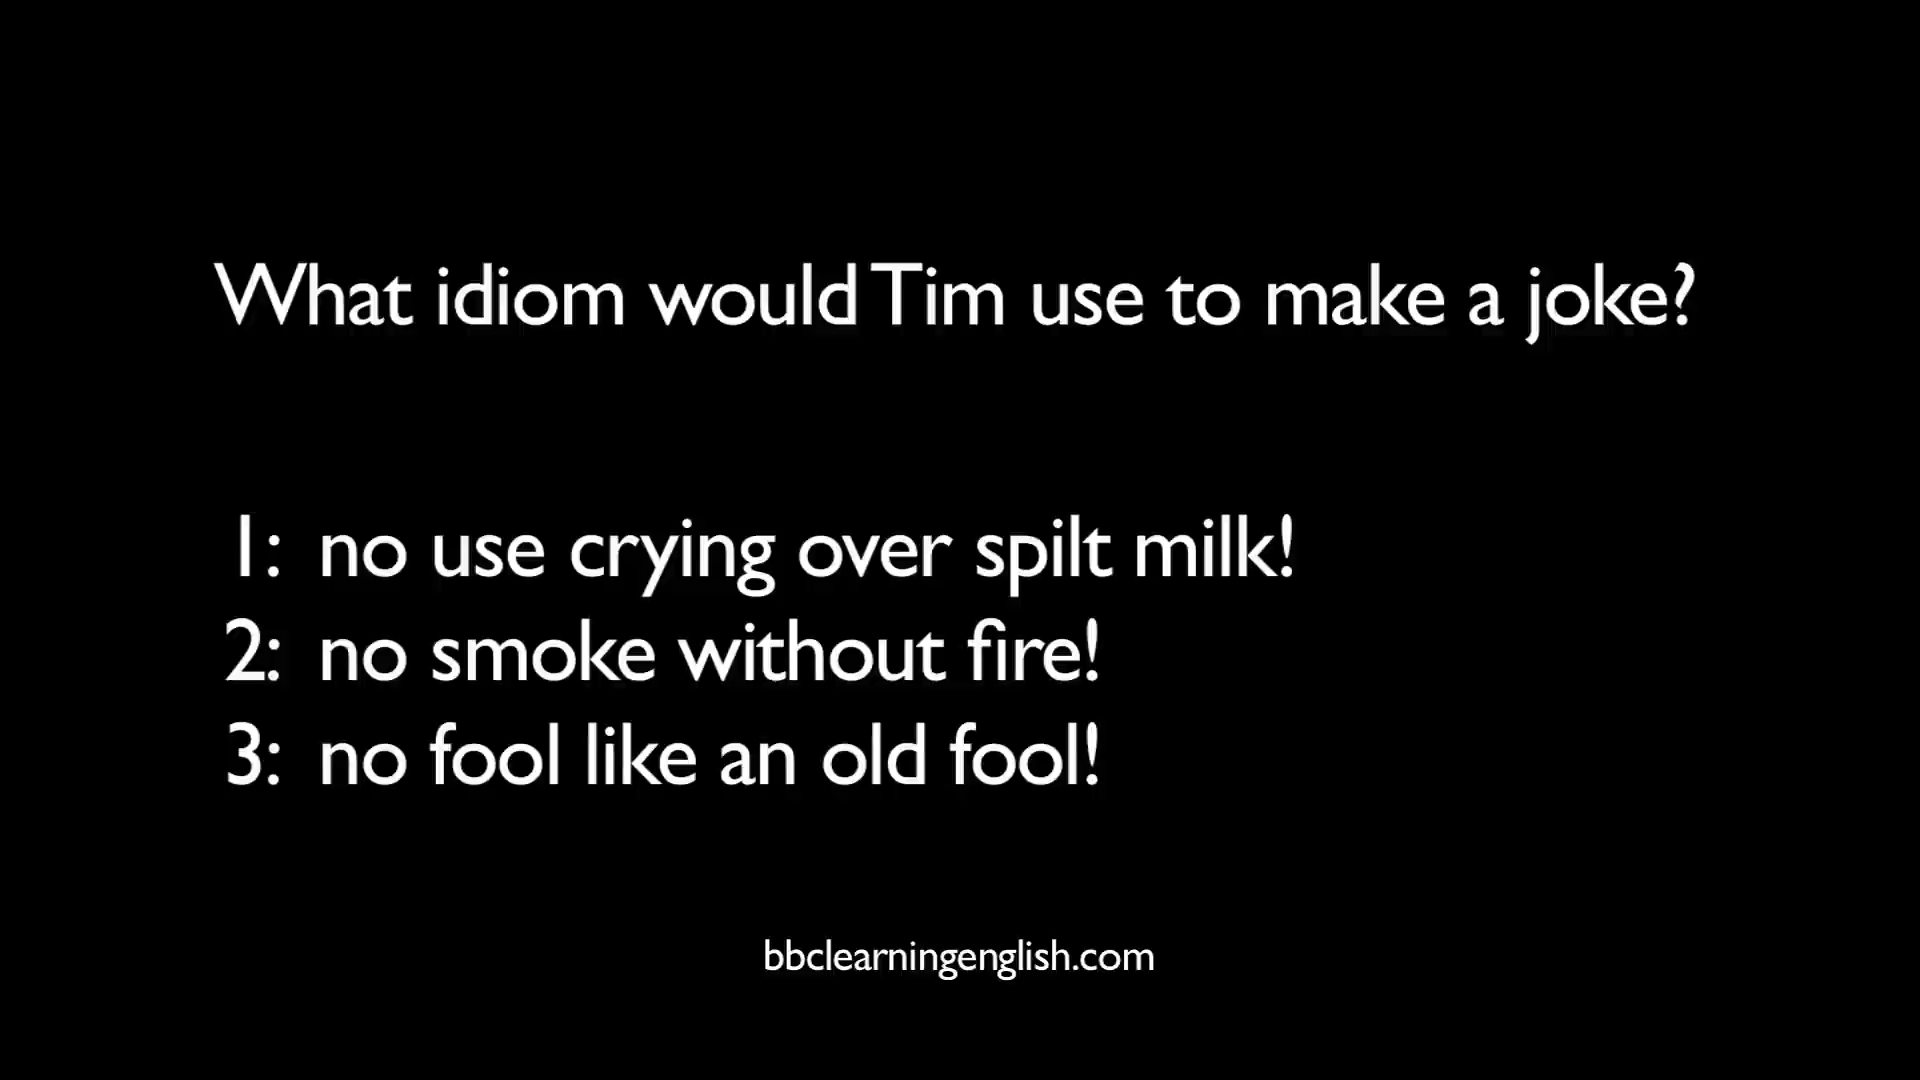 What idiom would Tim use to make a joke?
1: no use crying over spilt milk!
2: no smoke without fire!
3: no fool like an old fool!
bbclearningenglish.com